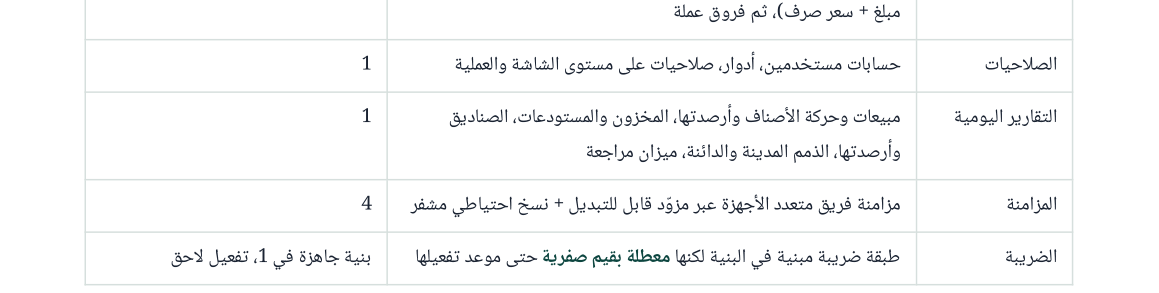 مبلغ + سعر صرف)، ثم فروق عملة
الصلاحيات حسابات مستخدمين، أدوار، صلاحيات على مستوى الشاشة والعملية 1
التقارير اليومية مبيعات وحركة الأصناف وأرصدتها، المخزون والمستودعات، الصناديق 1
وأرصدتها، الذمم المدينة والدائنة، ميزان مراجعة
المزامنة مزامنة فريق متعدد الأجهزة عبر مزوّد قابل للتبديل + نسخ احتياطي مشفر 4
الضريبة طبقة ضريبة مبنية في البنية لكنها معطلة بقيم صفرية حتى موعد تفعيلها بنية جاهزة في 1، تفعيل لاحق